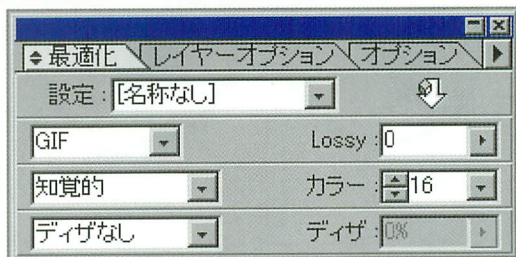 最適化 レイヤーオプション オプション
設定 : [名称なし]
GIF Lossy : 0
知覚的 カラー : 16
ディザなし ディザ : 0%